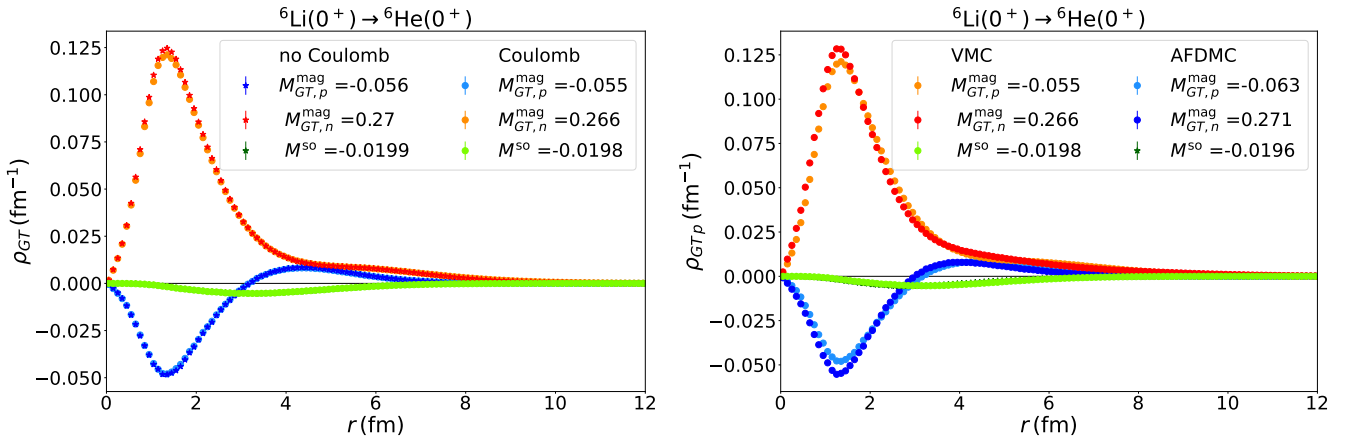 ⁶Li(0⁺)→⁶He(0⁺)
ρ_GT (fm⁻¹)
0.125
0.100
0.075
0.050
0.025
0.000
−0.025
−0.050
no Coulomb Coulomb
M^mag_GT,p =-0.056 M^mag_GT,p =-0.055
M^mag_GT,n =0.27 M^mag_GT,n =0.266
M^so =-0.0199 M^so =-0.0198
0 2 4 6 8 10 12
r (fm)
⁶Li(0⁺)→⁶He(0⁺)
ρ_GTp (fm⁻¹)
0.125
0.100
0.075
0.050
0.025
0.000
−0.025
−0.050
VMC AFDMC
M^mag_GT,p =-0.055 M^mag_GT,p =-0.063
M^mag_GT,n =0.266 M^mag_GT,n =0.271
M^so =-0.0198 M^so =-0.0196
0 2 4 6 8 10 12
r (fm)